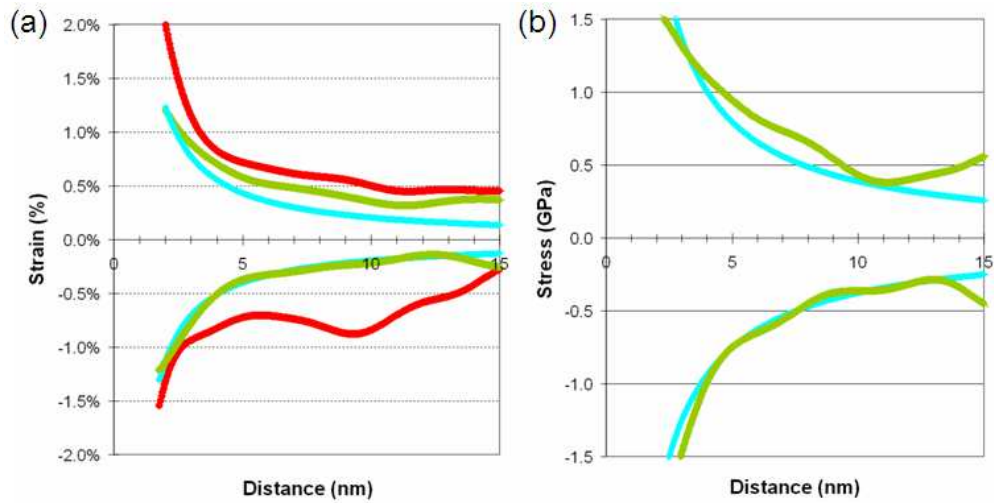 (a)
2.0%
1.5%
1.0%
0.5%
0.0%
-0.5%
-1.0%
-1.5%
-2.0%
0 5 10 15
Strain (%)
Distance (nm)
(b)
1.5
1.0
0.5
0.0
-0.5
-1.0
-1.5
0 5 10 15
Stress (GPa)
Distance (nm)